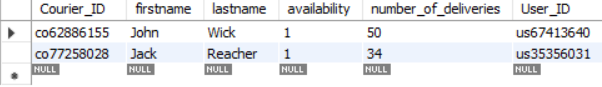 Courier_ID firstname lastname availability number_of_deliveries User_ID
co62886155 John Wick 1 50 us67413640
co77258028 Jack Reacher 1 34 us35356031
NULL NULL NULL NULL NULL NULL